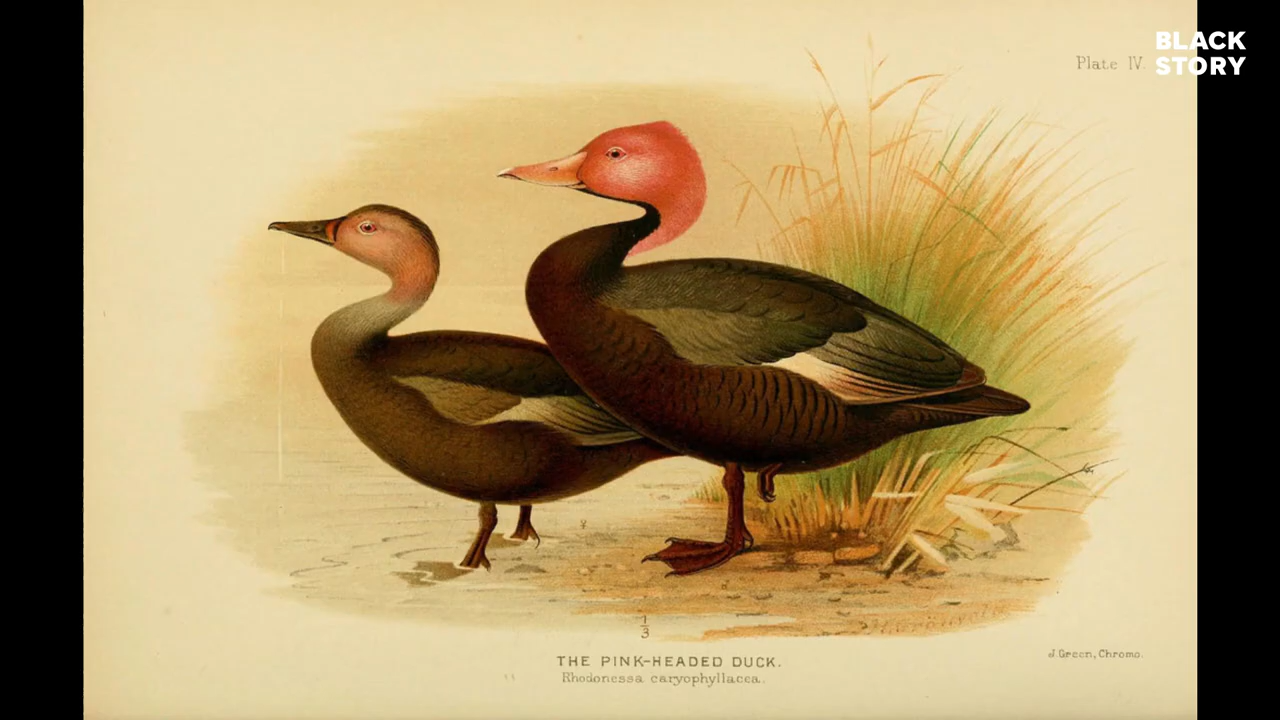 BLACK
STORY
Plate IV.
♀
1
3
THE PINK-HEADED DUCK.
Rhodonessa caryophyllacea.
J. Green, Chromo.